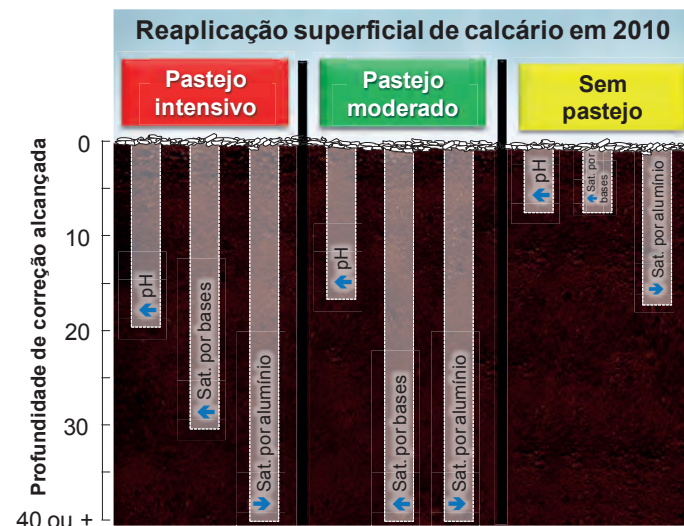 Reaplicação superficial de calcário em 2010
Pastejo
intensivo
Pastejo
moderado
Sem
pastejo
Profundidade de correção alcançada
0
10
20
30
40 ou +
pH
Sat. por bases
Sat. por alumínio
pH
Sat. por bases
Sat. por alumínio
pH
Sat. por
bases
Sat. por alumínio